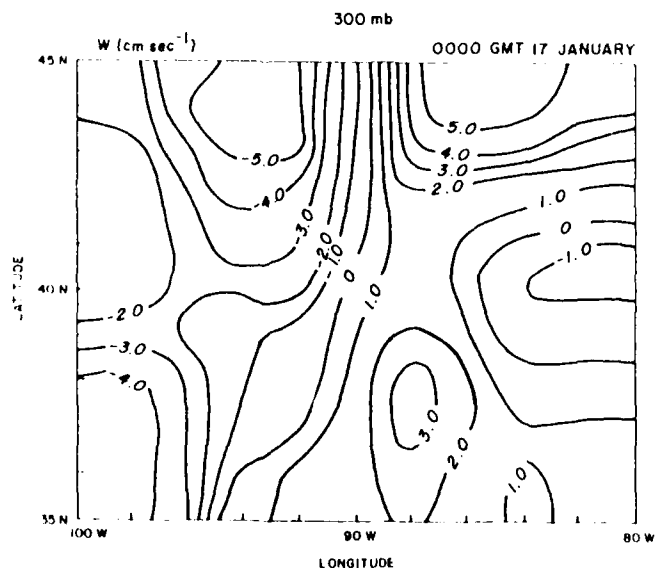 300 mb
W (cm sec⁻¹)
0000 GMT 17 JANUARY
45 N
5.0
4.0
3.0
2.0
-5.0
-4.0
-3.0
-2.0
-1.0
0
1.0
1.0
0
-1.0
LATITUDE
40 N
-2.0
-3.0
-4.0
3.0
2.0
1.0
35 N
100 W
90 W
80 W
LONGITUDE